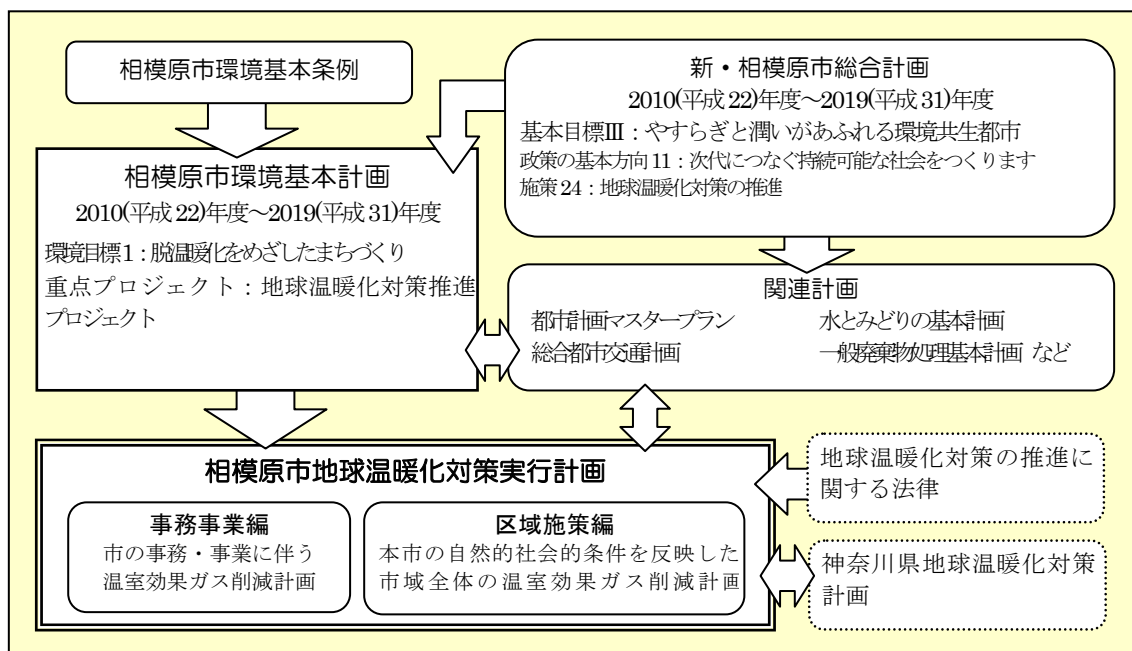 相模原市環境基本条例
新・相模原市総合計画
2010(平成22)年度～2019(平成31)年度
基本目標Ⅲ：やすらぎと潤いがあふれる環境共生都市
政策の基本方向11：次代につなぐ持続可能な社会をつくります
施策24：地球温暖化対策の推進
相模原市環境基本計画
2010(平成22)年度～2019(平成31)年度
環境目標1：脱温暖化をめざしたまちづくり
重点プロジェクト：地球温暖化対策推進
プロジェクト
関連計画
都市計画マスタープラン 水とみどりの基本計画
総合都市交通計画 一般廃棄物処理基本計画 など
相模原市地球温暖化対策実行計画
事務事業編
市の事務・事業に伴う
温室効果ガス削減計画
区域施策編
本市の自然的社会的条件を反映した
市域全体の温室効果ガス削減計画
地球温暖化対策の推進に
関する法律
神奈川県地球温暖化対策
計画